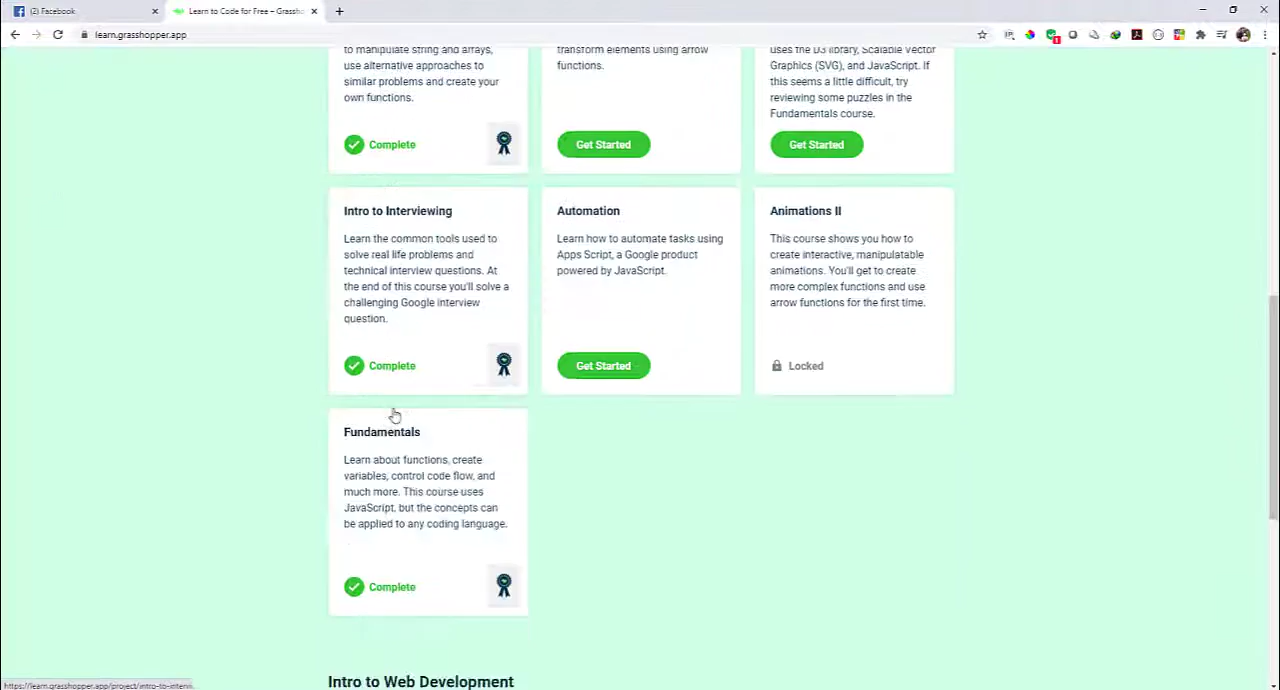 (2) Facebook
Learn to Code for Free – Grassho
learn.grasshopper.app
to manipulate string and arrays,
use alternative approaches to
similar problems and create your
own functions.
Complete
transform elements using arrow
functions.
Get Started
uses the D3 library, Scalable Vector
Graphics (SVG), and JavaScript. If
this seems a little difficult, try
reviewing some puzzles in the
Fundamentals course.
Get Started
Intro to Interviewing
Learn the common tools used to
solve real life problems and
technical interview questions. At
the end of this course you'll solve a
challenging Google interview
question.
Complete
Automation
Learn how to automate tasks using
Apps Script, a Google product
powered by JavaScript.
Get Started
Animations II
This course shows you how to
create interactive, manipulatable
animations. You'll get to create
more complex functions and use
arrow functions for the first time.
Locked
Fundamentals
Learn about functions, create
variables, control code flow, and
much more. This course uses
JavaScript, but the concepts can
be applied to any coding language.
Complete
Intro to Web Development
https://learn.grasshopper.app/project/intro-to-interv